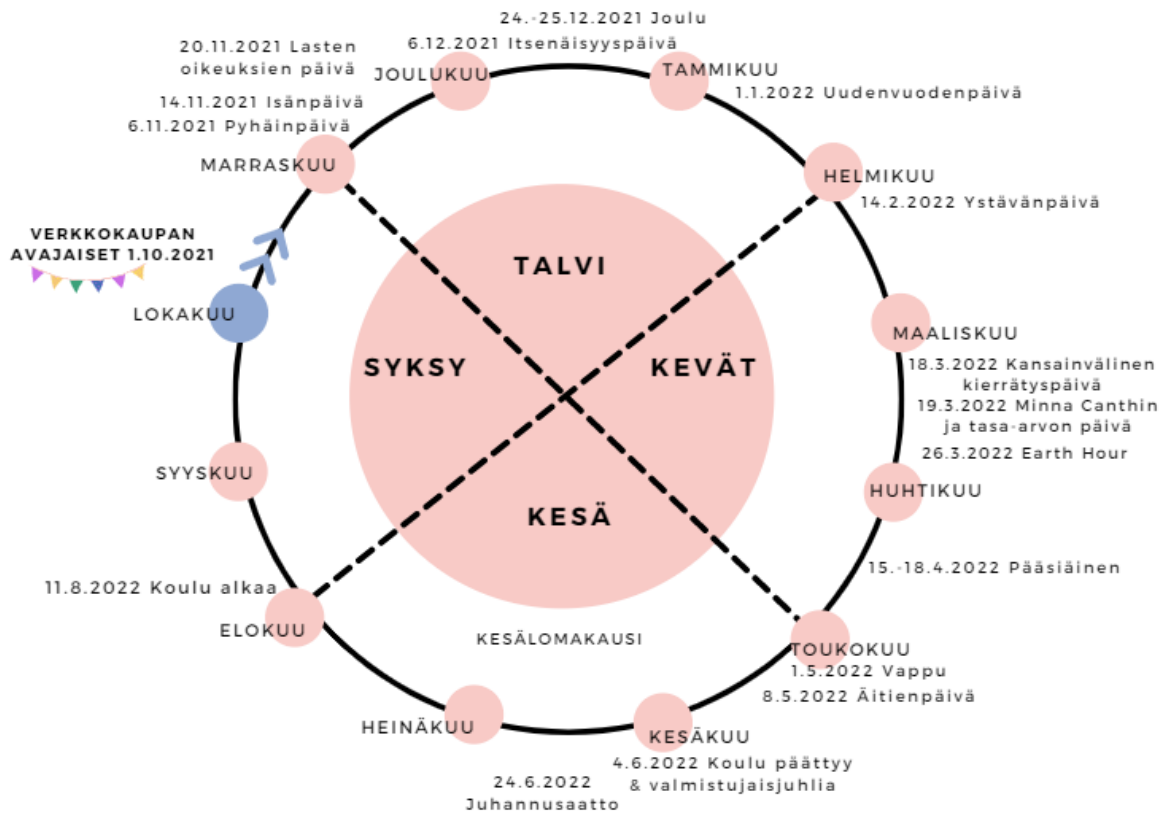 24.-25.12.2021 Joulu
6.12.2021 Itsenäisyyspäivä
JOULUKUU
TAMMIKUU
1.1.2022 Uudenvuodenpäivä
HELMIKUU
14.2.2022 Ystävänpäivä
MAALISKUU
18.3.2022 Kansainvälinen
kierrätyspäivä
19.3.2022 Minna Canthin
ja tasa-arvon päivä
26.3.2022 Earth Hour
HUHTIKUU
15.-18.4.2022 Pääsiäinen
TOUKOKUU
1.5.2022 Vappu
8.5.2022 Äitienpäivä
KESÄKUU
4.6.2022 Koulu päättyy
& valmistujaisjuhlia
24.6.2022
Juhannusaatto
HEINÄKUU
KESÄLOMAKAUSI
11.8.2022 Koulu alkaa
ELOKUU
SYYSKUU
LOKAKUU
VERKKOKAUPAN
AVAJAISET 1.10.2021
MARRASKUU
6.11.2021 Pyhäinpäivä
14.11.2021 Isänpäivä
20.11.2021 Lasten
oikeuksien päivä
TALVI
SYKSY
KEVÄT
KESÄ